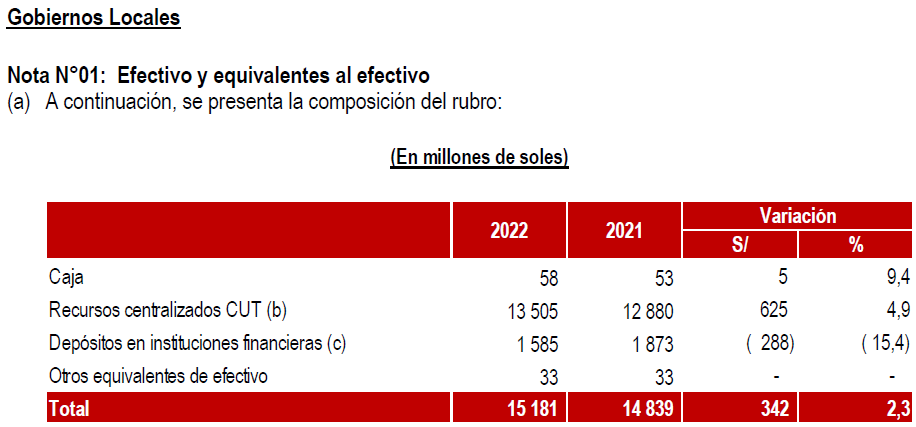 Gobiernos Locales
Nota N°01: Efectivo y equivalentes al efectivo
(a) A continuación, se presenta la composición del rubro:
(En millones de soles)
2022 2021 Variación
S/ %
Caja 58 53 5 9,4
Recursos centralizados CUT (b) 13 505 12 880 625 4,9
Depósitos en instituciones financieras (c) 1 585 1 873 ( 288) ( 15,4)
Otros equivalentes de efectivo 33 33 - -
Total 15 181 14 839 342 2,3